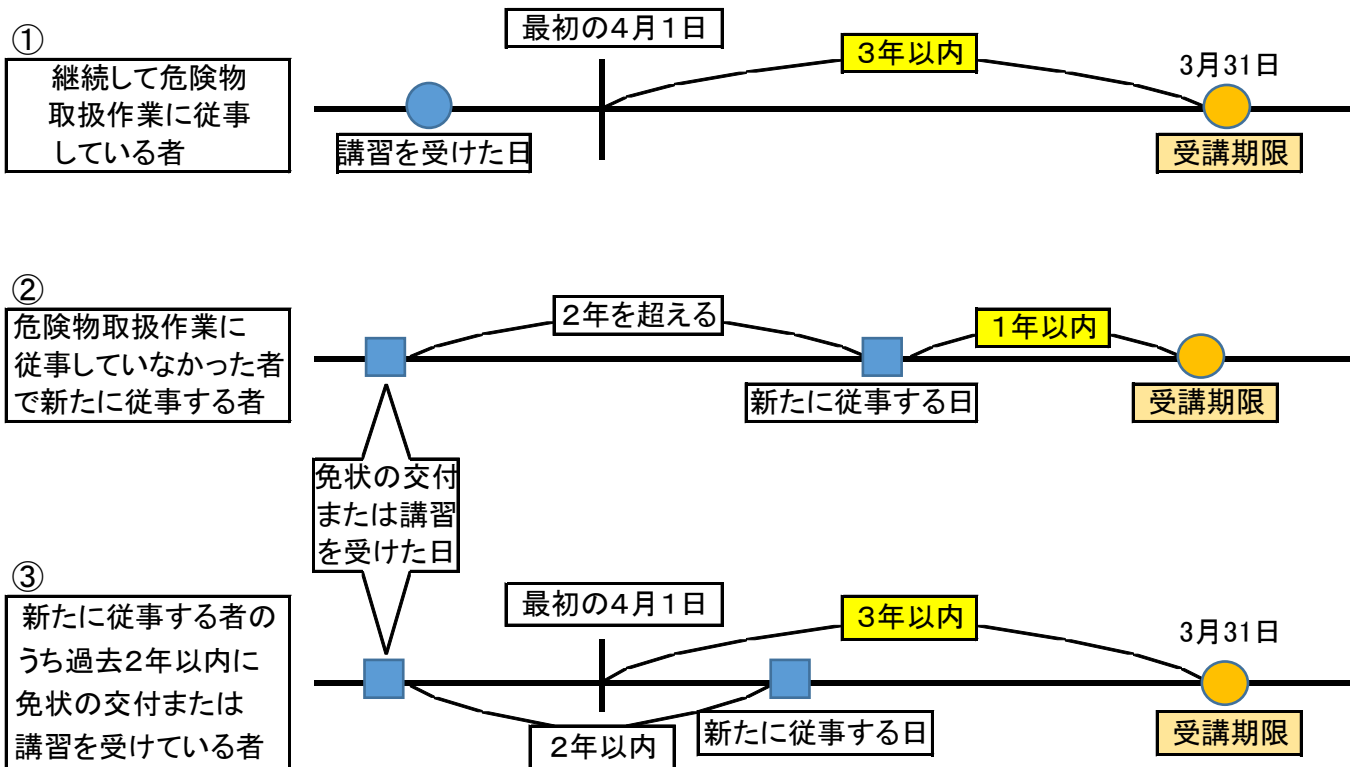 ①
継続して危険物
取扱作業に従事
している者
最初の４月１日
３年以内
3月31日
講習を受けた日
受講期限
②
危険物取扱作業に
従事していなかった者
で新たに従事する者
２年を超える
１年以内
新たに従事する日
受講期限
免状の交付
または講習
を受けた日
③
新たに従事する者の
うち過去２年以内に
免状の交付または
講習を受けている者
最初の４月１日
３年以内
3月31日
２年以内
新たに従事する日
受講期限